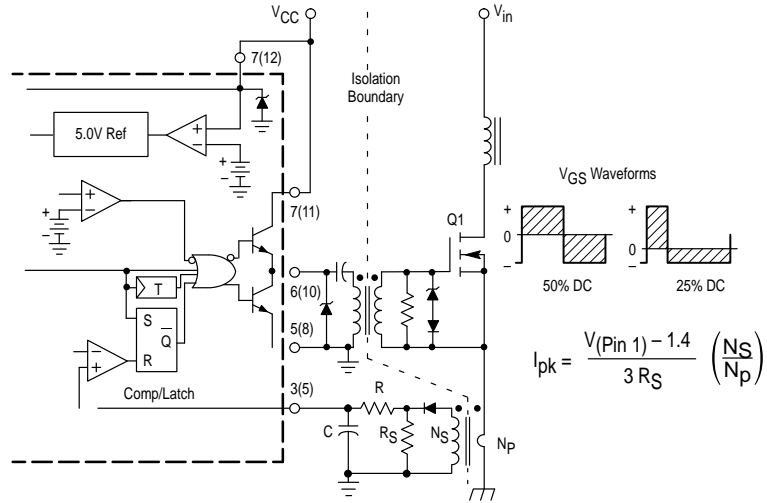 VCC
Vin
7(12)
Isolation
Boundary
5.0V Ref
+
–
+
–
+
–
+
–
7(11)
Q1
VGS Waveforms
+
0
–
50% DC
+
0
–
25% DC
6(10)
T
S
Q
R
5(8)
–
+
Comp/Latch
3(5)
R
C
RS
NS
NP
Ipk = V(Pin 1) – 1.4 / 3 RS (NS / Np)